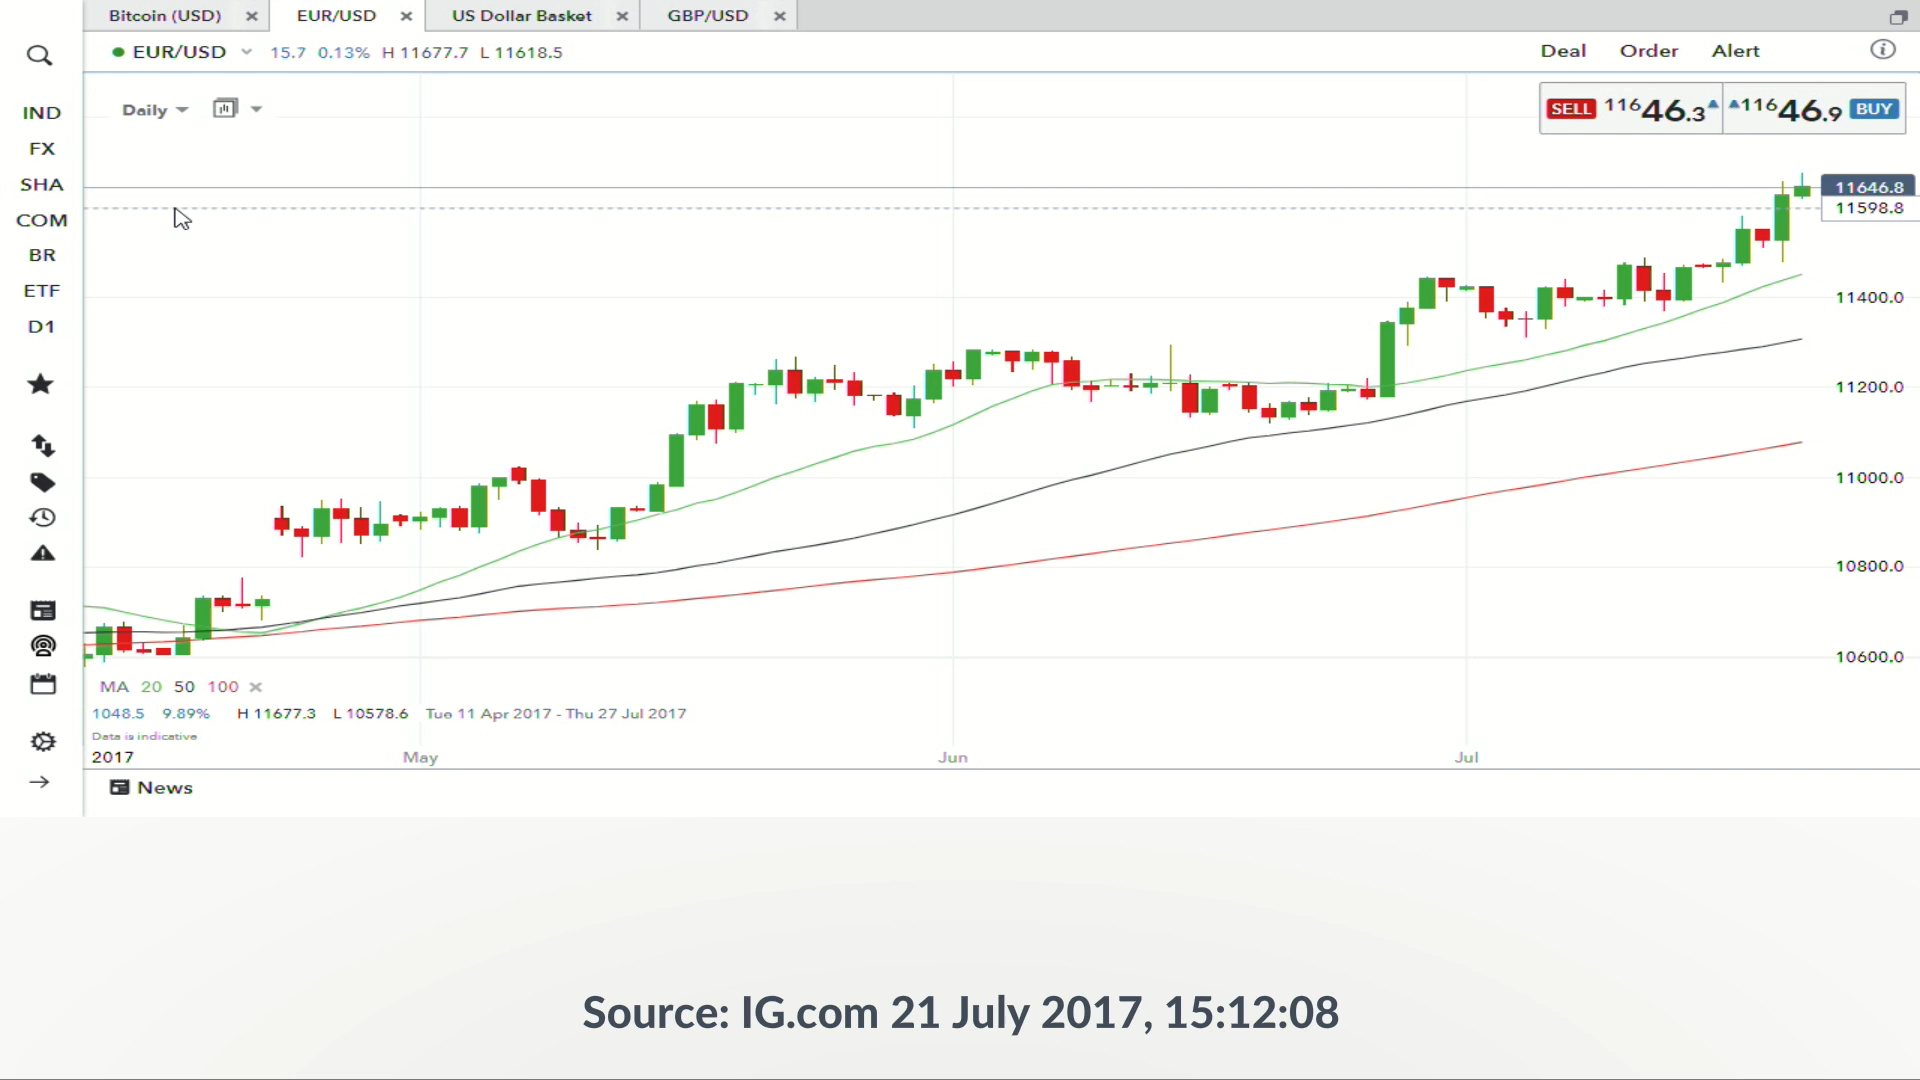 Bitcoin (USD) × EUR/USD × US Dollar Basket × GBP/USD ×
EUR/USD 15.7 0.13% H 11677.7 L 11618.5 Deal Order Alert
Daily
SELL 11646.3 11646.9 BUY
IND
FX
SHA
COM
BR
ETF
D1
11646.8
11598.8
11400.0
11200.0
11000.0
10800.0
10600.0
MA 20 50 100 ×
1048.5 9.89% H 11677.3 L 10578.6 Tue 11 Apr 2017 - Thu 27 Jul 2017
Data is indicative
2017 May Jun Jul
News
Source: IG.com 21 July 2017, 15:12:08